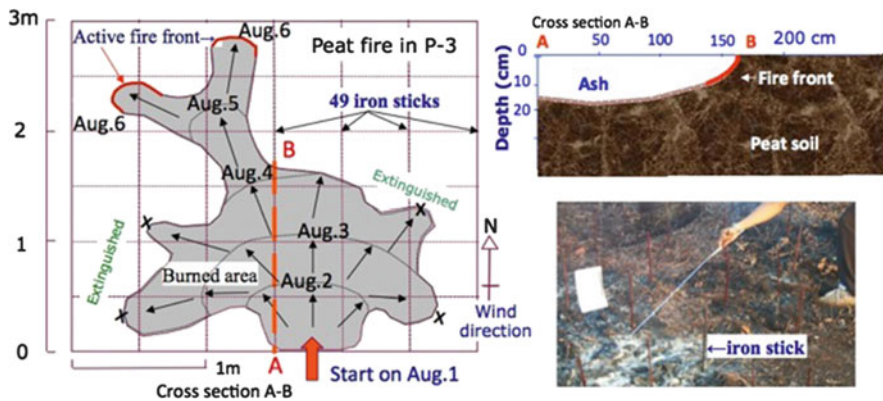 3m
Aug.6
Active fire front
Peat fire in P-3
Aug.5
49 iron sticks
Aug.6
2
B
Aug.4
Extinguished
X
X
N
Aug.3
1
Extinguished
Burned area
Aug.2
X
X
Wind
direction
0
1m
A
Start on Aug.1
Cross section A-B
Cross section A-B
A
50
100
150
B
200 cm
Depth (cm)
0
10
20
Ash
Fire front
Peat soil
iron stick